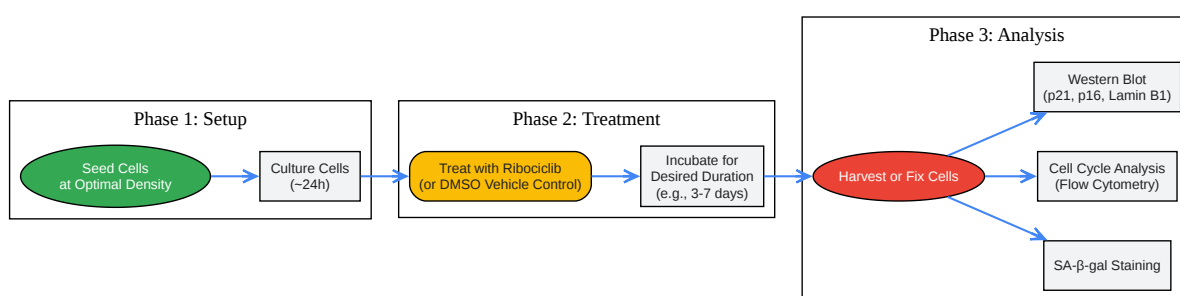 Phase 1: Setup
Seed Cells
at Optimal Density
Culture Cells
(~24h)
Phase 2: Treatment
Treat with Ribociclib
(or DMSO Vehicle Control)
Incubate for
Desired Duration
(e.g., 3-7 days)
Phase 3: Analysis
Harvest or Fix Cells
Western Blot
(p21, p16, Lamin B1)
Cell Cycle Analysis
(Flow Cytometry)
SA-β-gal Staining